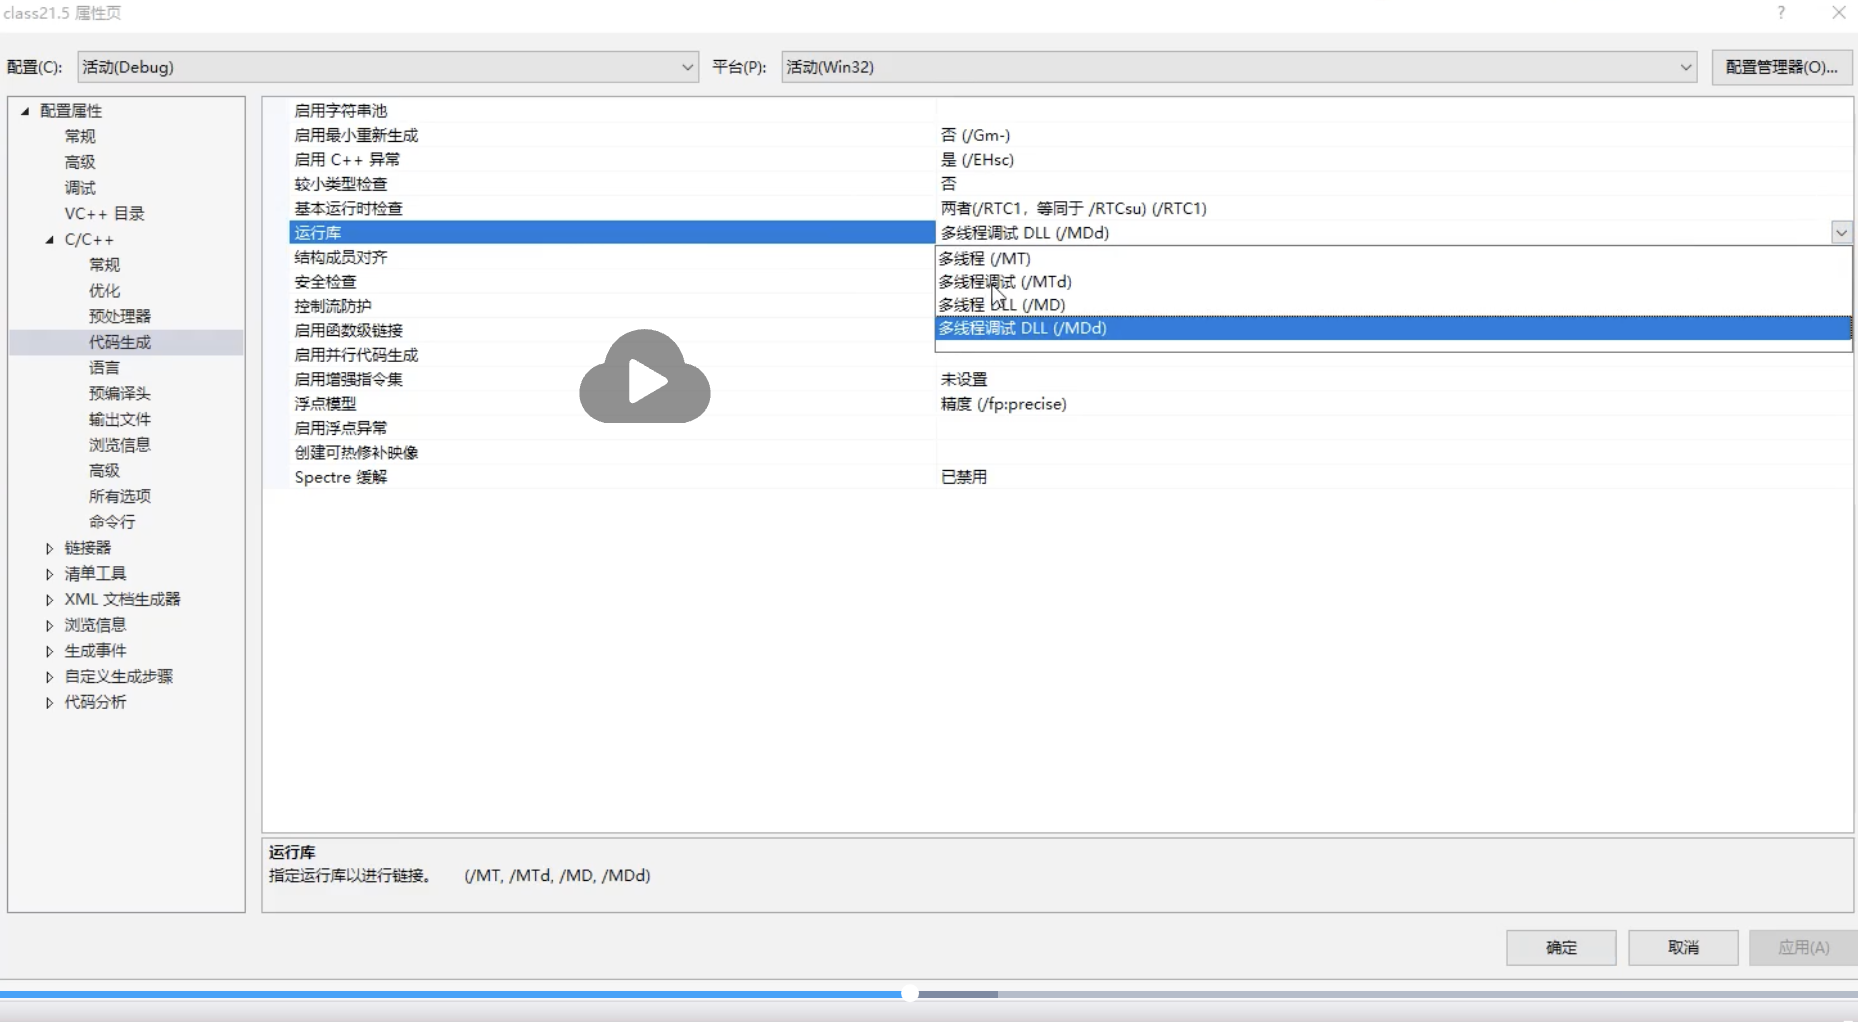 class21.5 属性页
?
配置(C): 活动(Debug) 平台(P): 活动(Win32) 配置管理器(O)...
配置属性
常规
高级
调试
VC++ 目录
C/C++
常规
优化
预处理器
代码生成
语言
预编译头
输出文件
浏览信息
高级
所有选项
命令行
链接器
清单工具
XML 文档生成器
浏览信息
生成事件
自定义生成步骤
代码分析
启用字符串池
启用最小重新生成 否 (/Gm-)
启用 C++ 异常 是 (/EHsc)
较小类型检查 否
基本运行时检查 两者(/RTC1，等同于 /RTCsu) (/RTC1)
运行库 多线程调试 DLL (/MDd)
结构成员对齐 多线程 (/MT)
安全检查 多线程调试 (/MTd)
控制流防护 多线程 DLL (/MD)
启用函数级链接 多线程调试 DLL (/MDd)
启用并行代码生成
启用增强指令集 未设置
浮点模型 精度 (/fp:precise)
启用浮点异常
创建可热修补映像
Spectre 缓解 已禁用
运行库
指定运行库以进行链接。 (/MT, /MTd, /MD, /MDd)
确定 取消 应用(A)